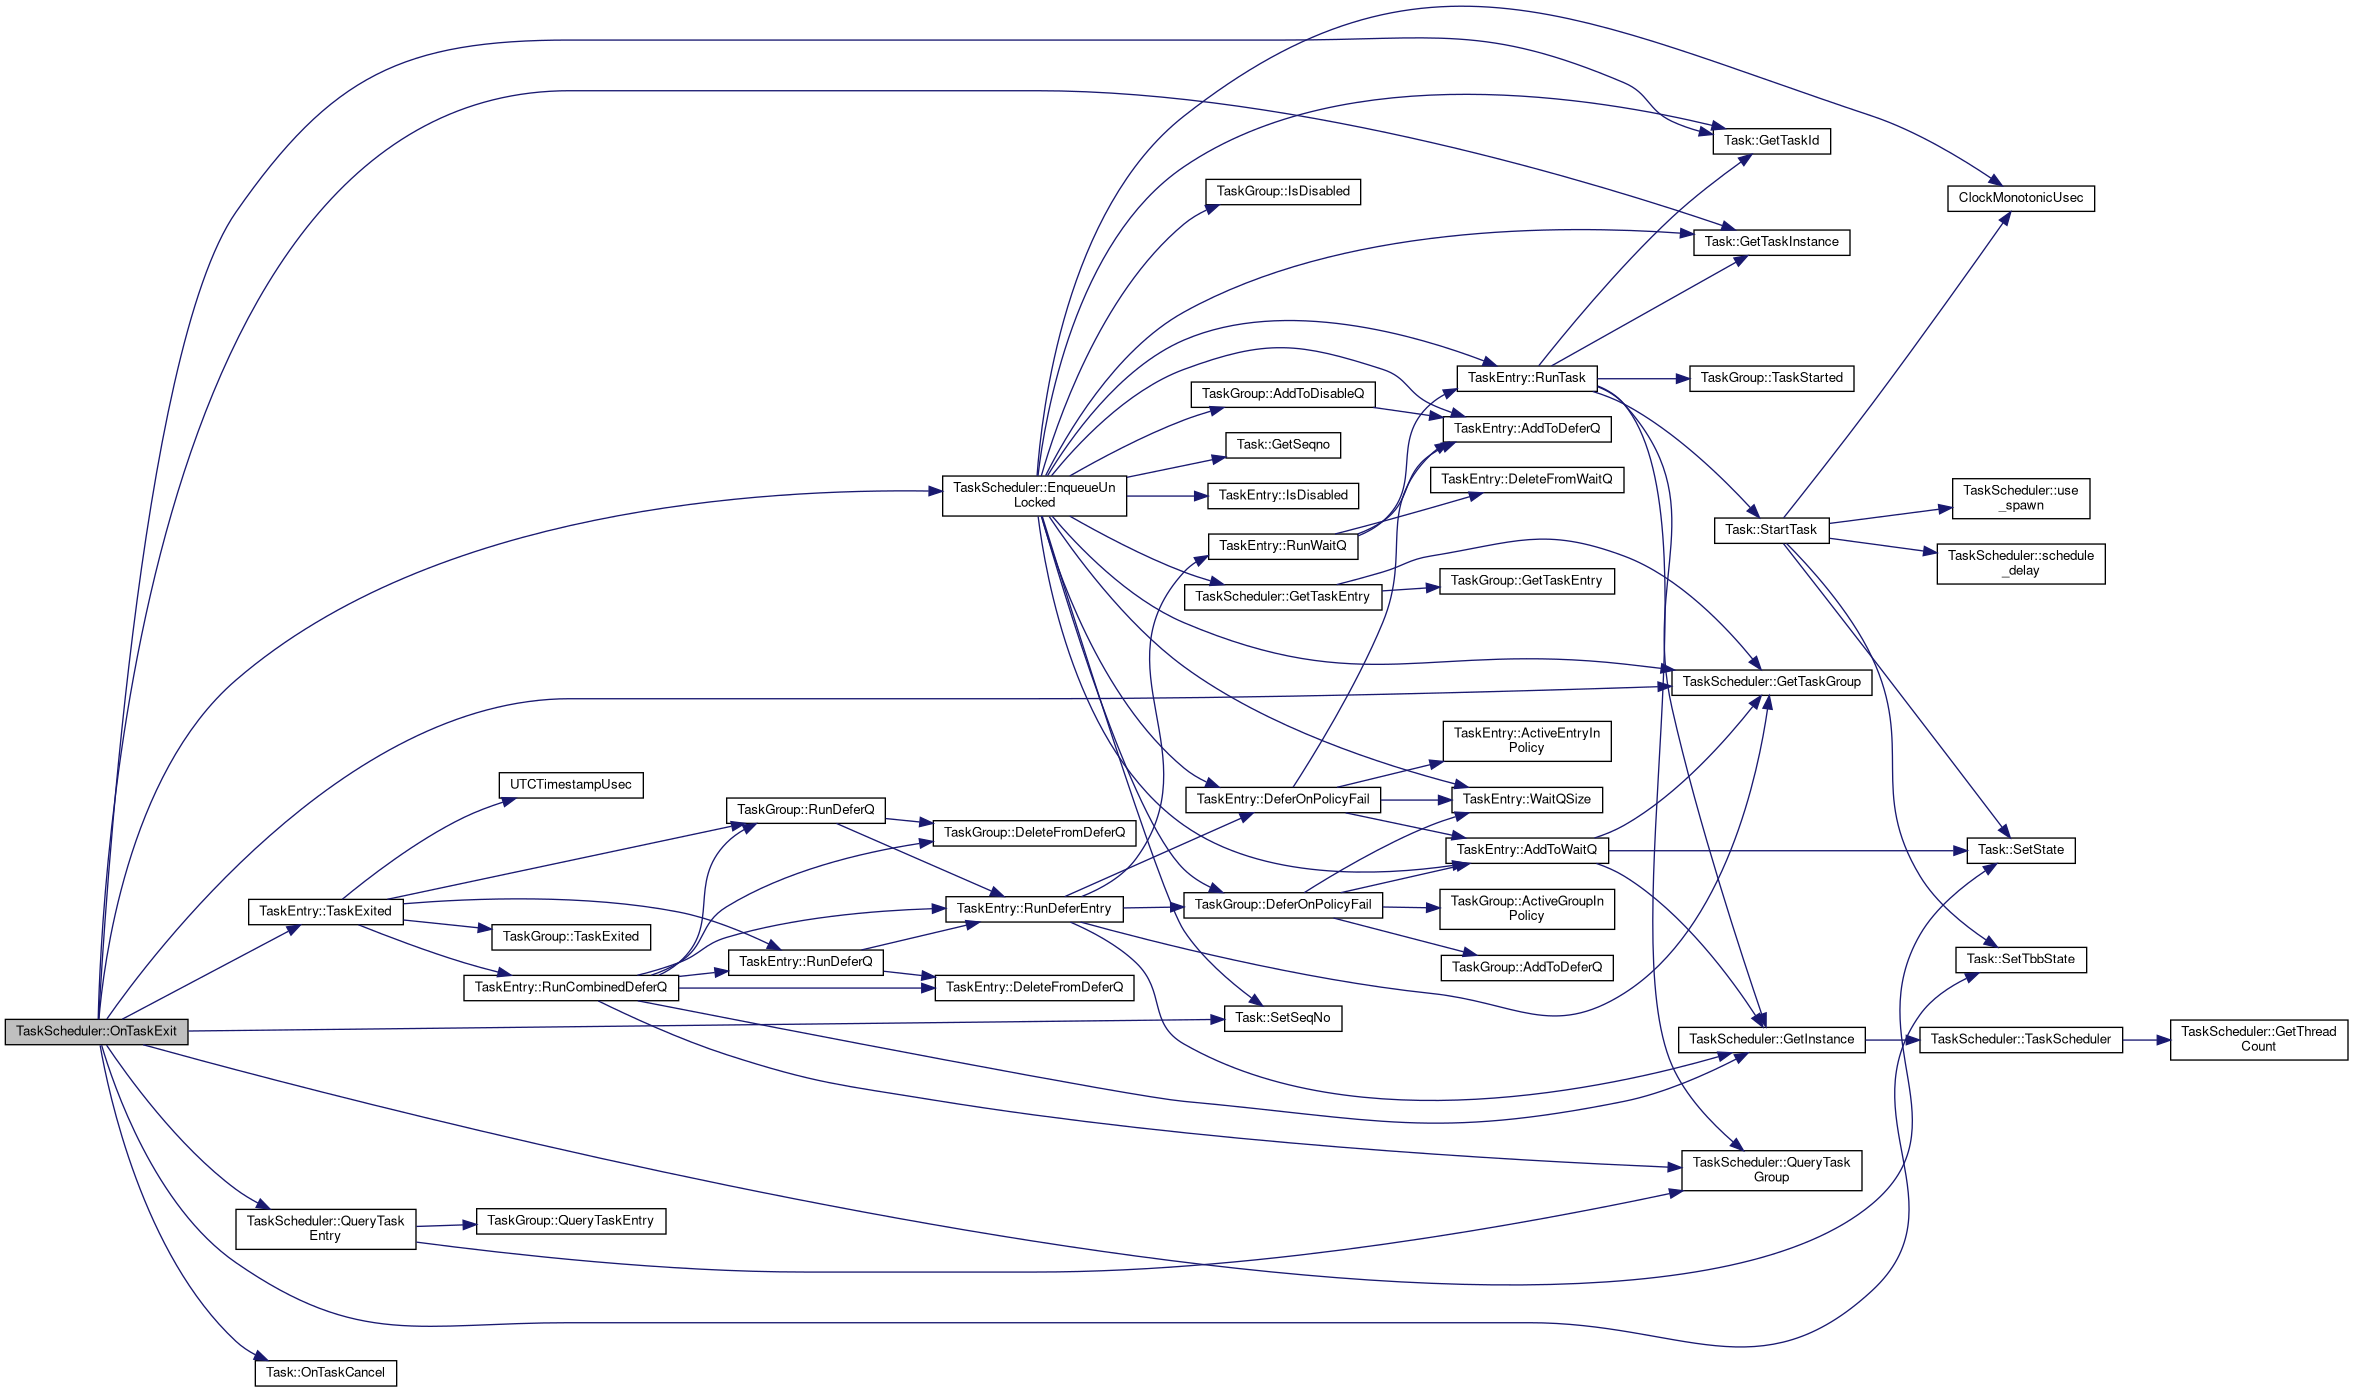 TaskScheduler::OnTaskExit
TaskEntry::TaskExited
TaskScheduler::QueryTask
Entry
Task::OnTaskCancel
UTCTimestampUsec
TaskGroup::TaskExited
TaskEntry::RunCombinedDeferQ
TaskGroup::QueryTaskEntry
TaskGroup::RunDeferQ
TaskEntry::RunDeferQ
TaskScheduler::EnqueueUn
Locked
TaskGroup::DeleteFromDeferQ
TaskEntry::RunDeferEntry
TaskEntry::DeleteFromDeferQ
TaskGroup::IsDisabled
TaskGroup::AddToDisableQ
Task::GetSeqno
TaskEntry::IsDisabled
TaskEntry::RunWaitQ
TaskScheduler::GetTaskEntry
TaskEntry::DeferOnPolicyFail
TaskGroup::DeferOnPolicyFail
Task::SetSeqNo
TaskEntry::RunTask
TaskEntry::AddToDeferQ
TaskEntry::DeleteFromWaitQ
TaskGroup::GetTaskEntry
TaskEntry::ActiveEntryIn
Policy
TaskEntry::WaitQSize
TaskEntry::AddToWaitQ
TaskGroup::ActiveGroupIn
Policy
TaskGroup::AddToDeferQ
Task::GetTaskId
Task::GetTaskInstance
TaskGroup::TaskStarted
Task::StartTask
TaskScheduler::GetTaskGroup
TaskScheduler::GetInstance
TaskScheduler::QueryTask
Group
ClockMonotonicUsec
TaskScheduler::use
_spawn
TaskScheduler::schedule
_delay
Task::SetState
Task::SetTbbState
TaskScheduler::TaskScheduler
TaskScheduler::GetThread
Count